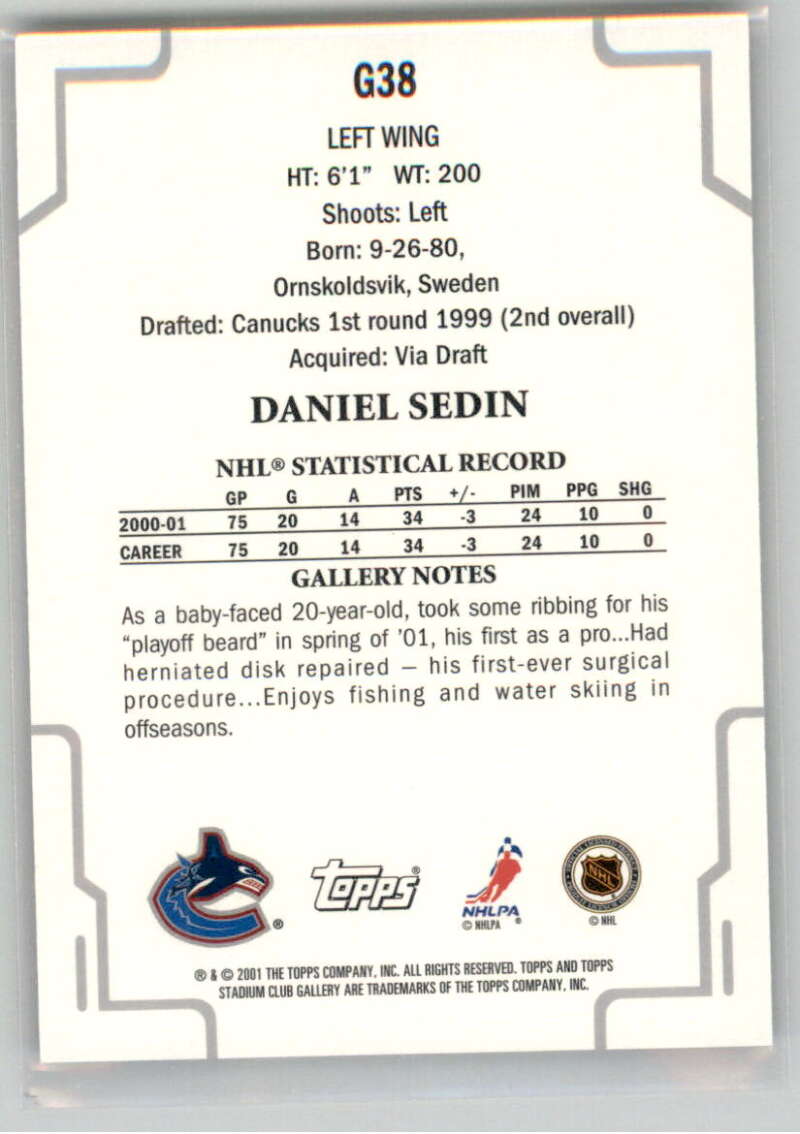 G38
LEFT WING
HT: 6'1" WT: 200
Shoots: Left
Born: 9-26-80,
Ornskoldsvik, Sweden
Drafted: Canucks 1st round 1999 (2nd overall)
Acquired: Via Draft
DANIEL SEDIN
NHL® STATISTICAL RECORD
GP G A PTS +/- PIM PPG SHG
2000-01 75 20 14 34 -3 24 10 0
CAREER 75 20 14 34 -3 24 10 0
GALLERY NOTES
As a baby-faced 20-year-old, took some ribbing for his
"playoff beard" in spring of '01, his first as a pro...Had
herniated disk repaired – his first-ever surgical
procedure...Enjoys fishing and water skiing in
offseasons.
®
Topps®
NHLPA®
© NHLPA
NHL
© NHL
® & © 2001 THE TOPPS COMPANY, INC. ALL RIGHTS RESERVED. TOPPS AND TOPPS
STADIUM CLUB GALLERY ARE TRADEMARKS OF THE TOPPS COMPANY, INC.